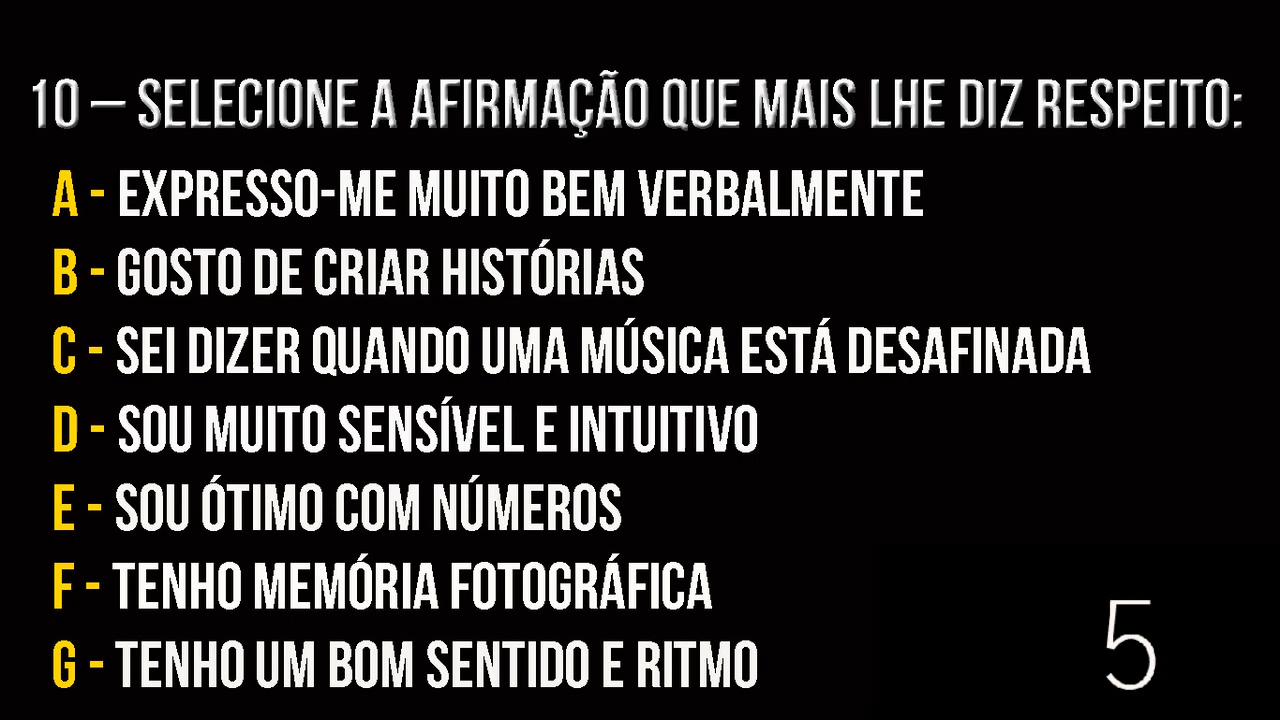 10 – SELECIONE A AFIRMAÇÃO QUE MAIS LHE DIZ RESPEITO:
A - EXPRESSO-ME MUITO BEM VERBALMENTE
B - GOSTO DE CRIAR HISTÓRIAS
C - SEI DIZER QUANDO UMA MÚSICA ESTÁ DESAFINADA
D - SOU MUITO SENSÍVEL E INTUITIVO
E - SOU ÓTIMO COM NÚMEROS
F - TENHO MEMÓRIA FOTOGRÁFICA
G - TENHO UM BOM SENTIDO E RITMO
5